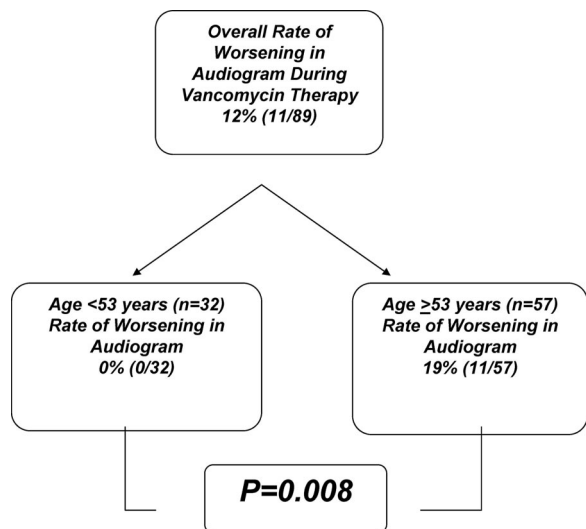 Overall Rate of
Worsening in
Audiogram During
Vancomycin Therapy
12% (11/89)
Age <53 years (n=32)
Rate of Worsening in
Audiogram
0% (0/32)
Age ≥53 years (n=57)
Rate of Worsening in
Audiogram
19% (11/57)
P=0.008